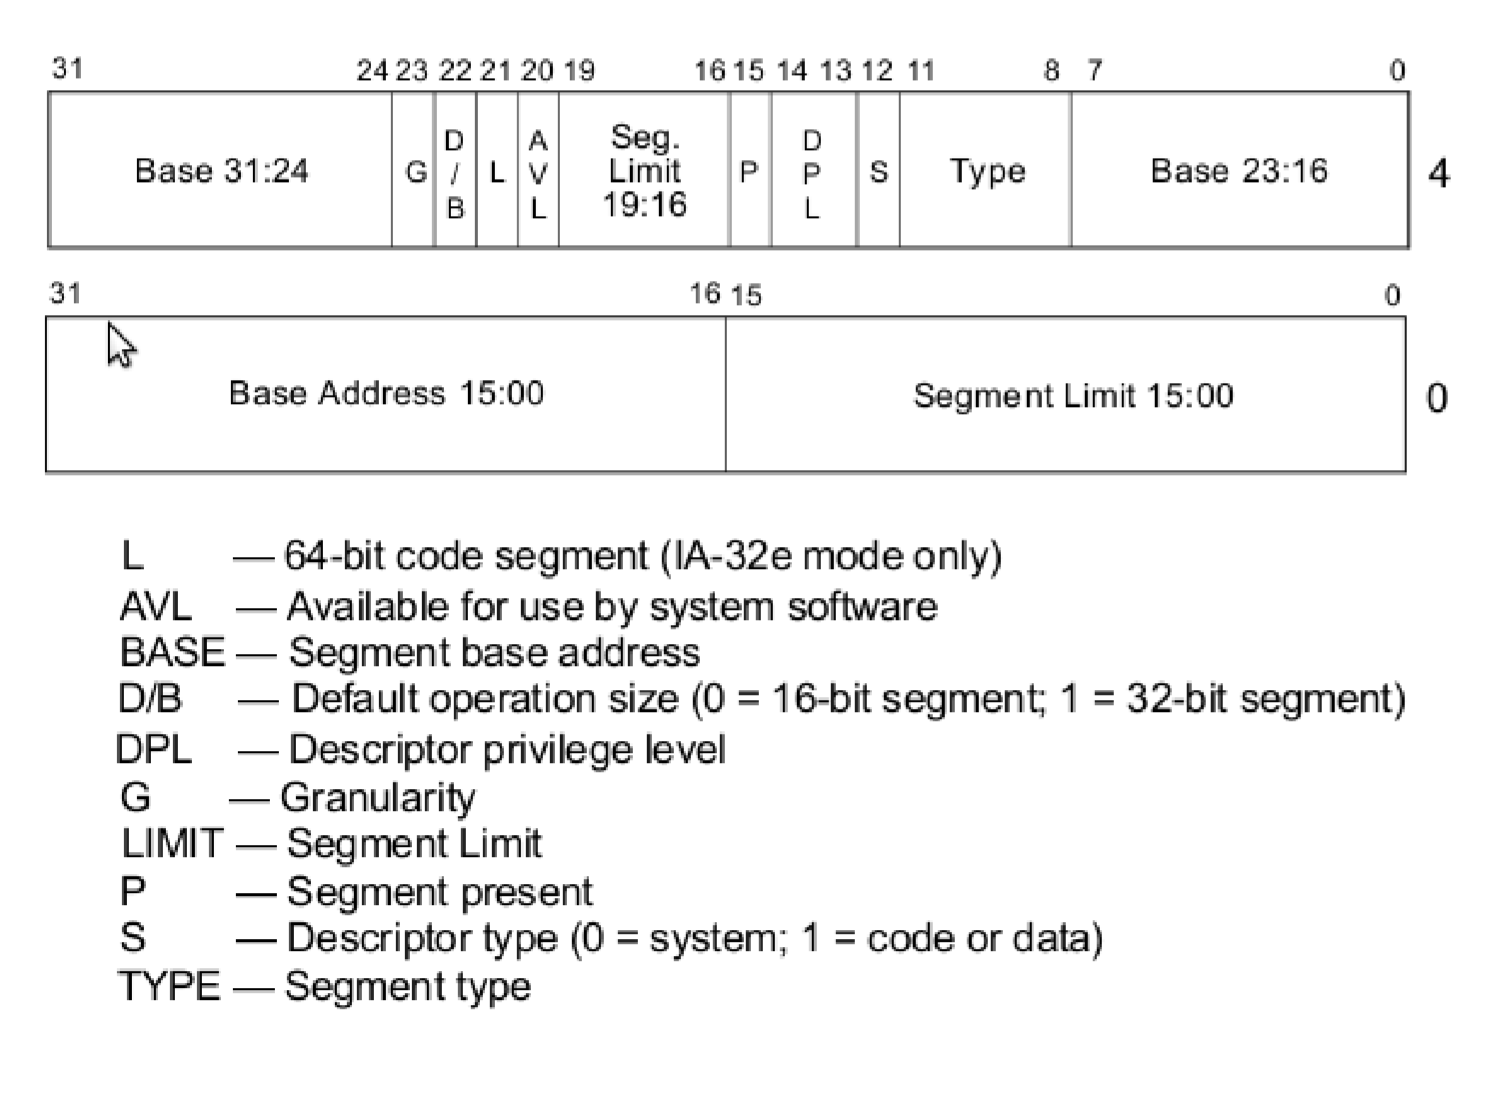 31 24 23 22 21 20 19 16 15 14 13 12 11 8 7 0
Base 31:24 G D/B L AVL Seg. Limit 19:16 P DPL S Type Base 23:16 4
31 16 15 0
Base Address 15:00 Segment Limit 15:00 0
L — 64-bit code segment (IA-32e mode only)
AVL — Available for use by system software
BASE — Segment base address
D/B — Default operation size (0 = 16-bit segment; 1 = 32-bit segment)
DPL — Descriptor privilege level
G — Granularity
LIMIT — Segment Limit
P — Segment present
S — Descriptor type (0 = system; 1 = code or data)
TYPE — Segment type